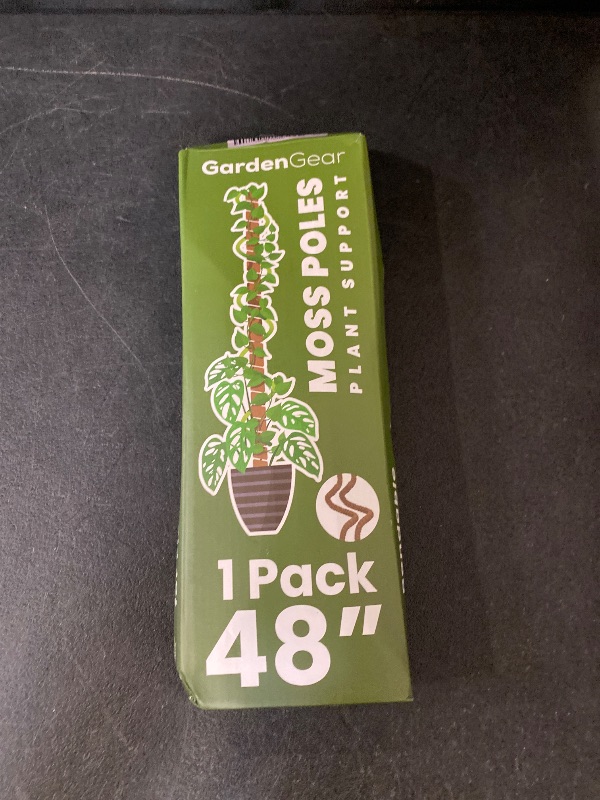 GardenGear
MOSS POLES
PLANT SUPPORT
1 Pack
48"